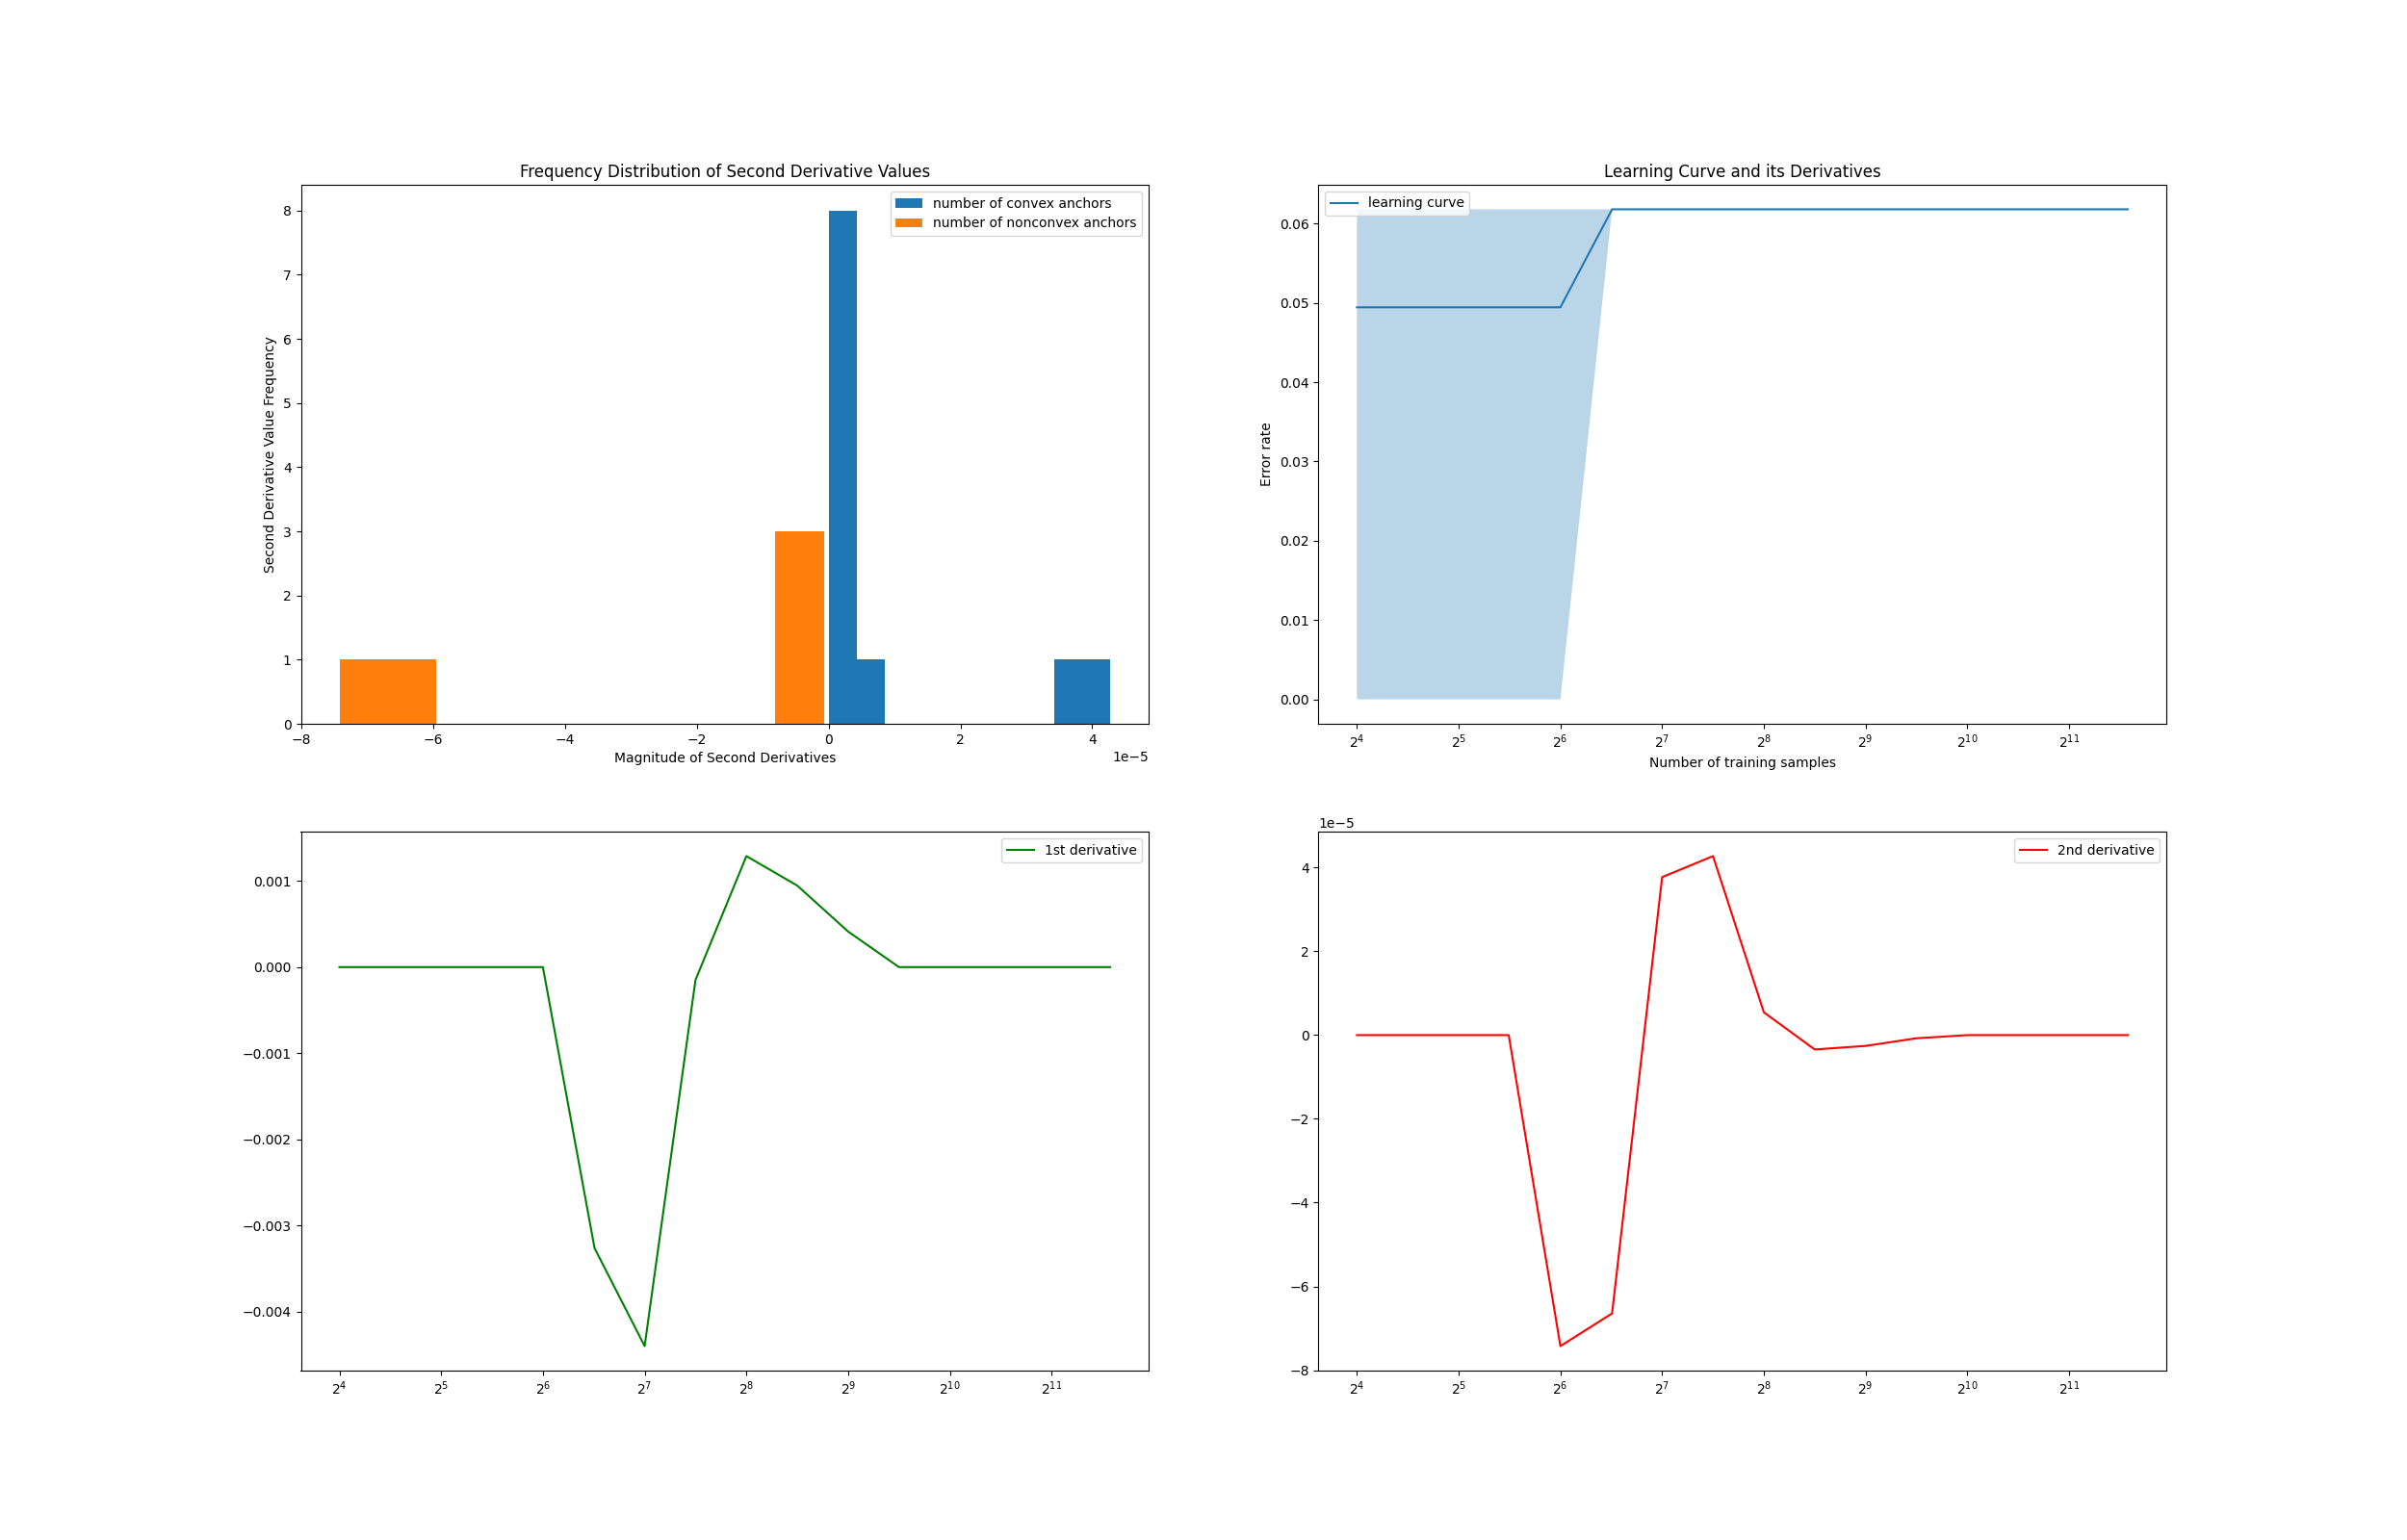 Frequency Distribution of Second Derivative Values
number of convex anchors
number of nonconvex anchors
8
7
6
5
4
3
2
1
0
Second Derivative Value Frequency
−8 −6 −4 −2 0 2 4
1e−5
Magnitude of Second Derivatives
Learning Curve and its Derivatives
learning curve
0.06
0.05
0.04
0.03
0.02
0.01
0.00
Error rate
2⁴ 2⁵ 2⁶ 2⁷ 2⁸ 2⁹ 2¹⁰ 2¹¹
Number of training samples
1st derivative
0.001
0.000
−0.001
−0.002
−0.003
−0.004
2⁴ 2⁵ 2⁶ 2⁷ 2⁸ 2⁹ 2¹⁰ 2¹¹
1e−5
2nd derivative
4
2
0
−2
−4
−6
−8
2⁴ 2⁵ 2⁶ 2⁷ 2⁸ 2⁹ 2¹⁰ 2¹¹